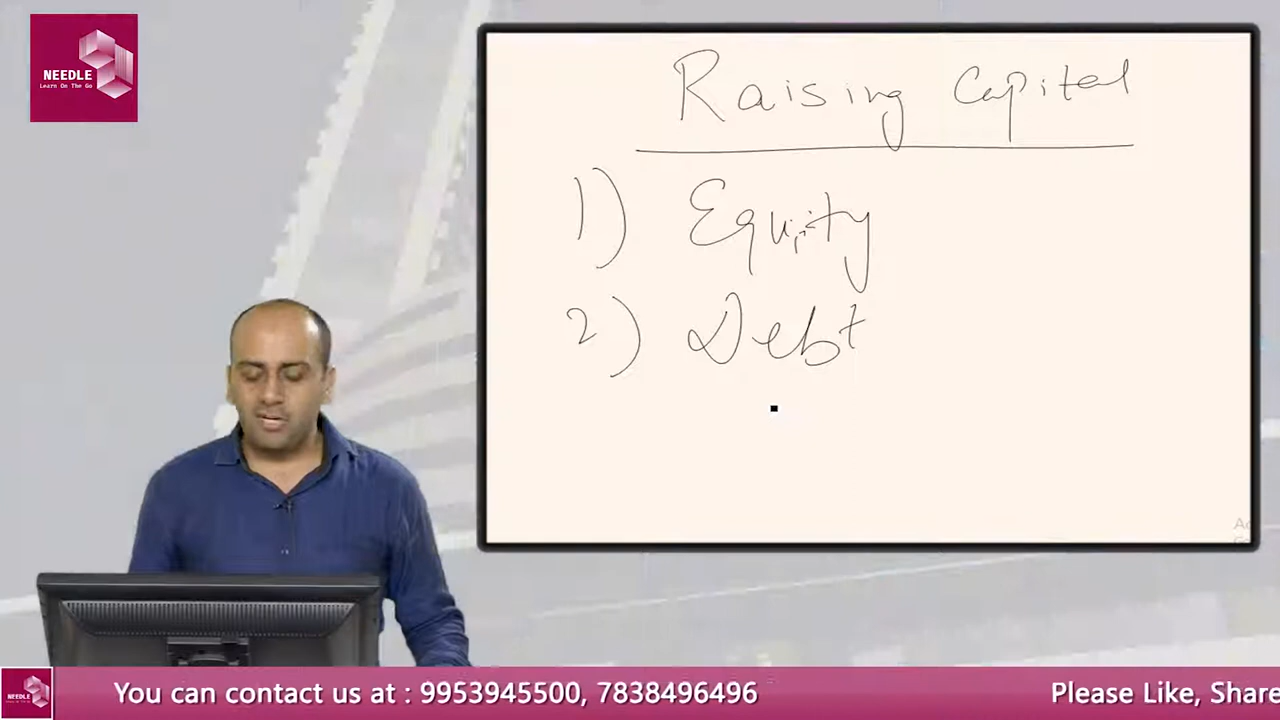 NEEDLE
Learn On The Go
Raising Capital
1) Equity
2) Debt
NEEDLE
You can contact us at : 9953945500, 7838496496
Please Like, Share